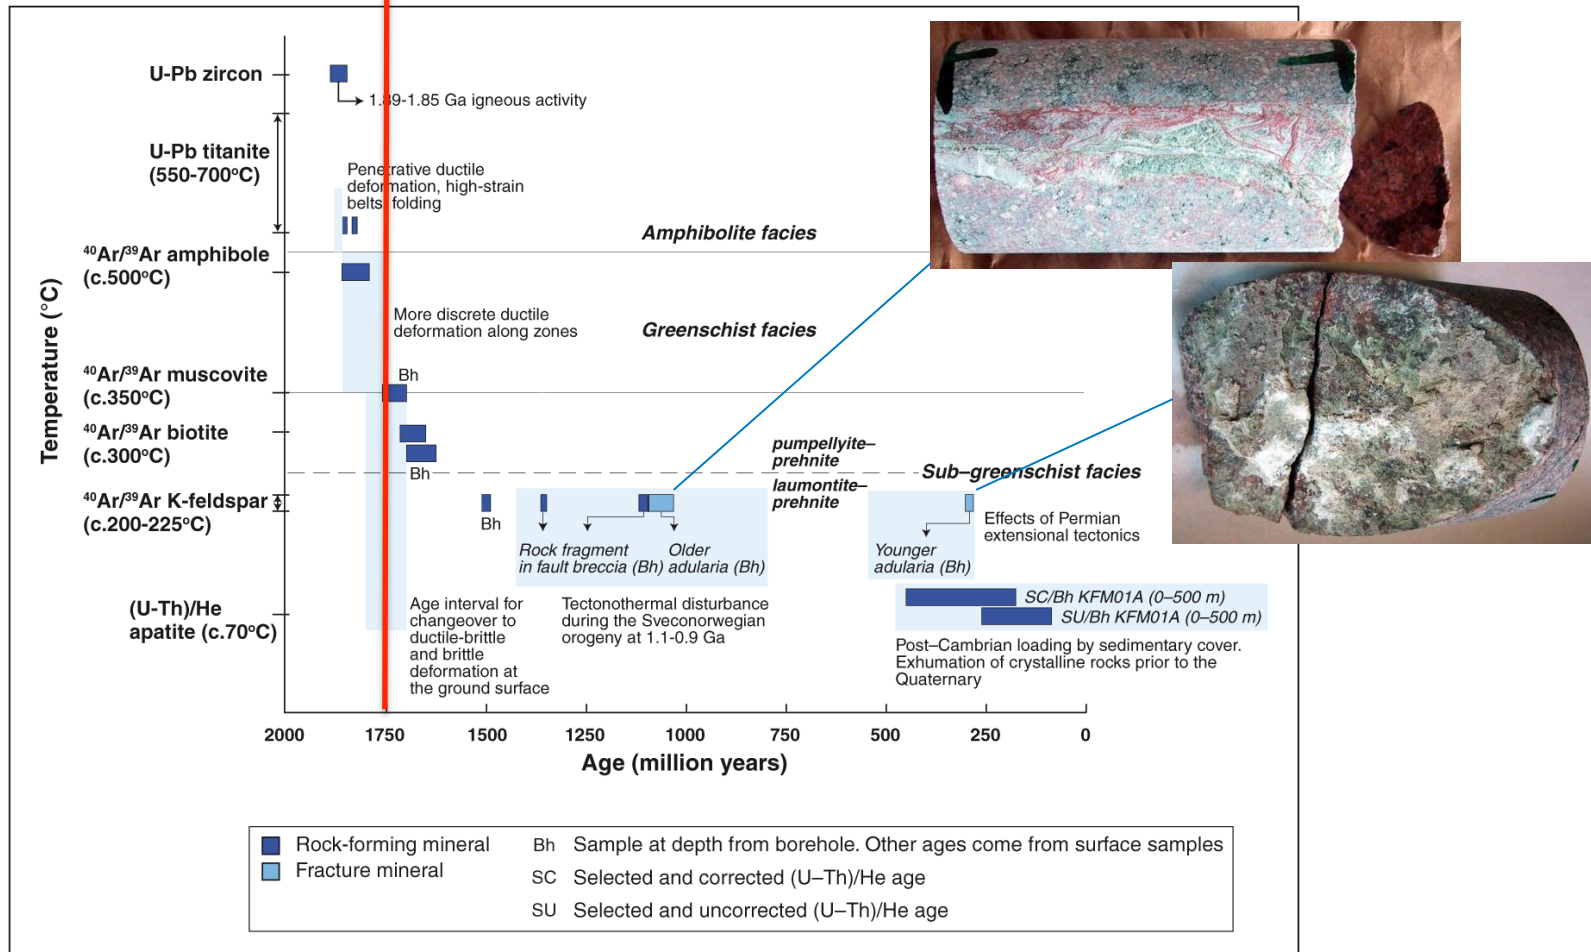 U-Pb zircon
1.89-1.85 Ga igneous activity
U-Pb titanite
(550-700°C)
Penetrative ductile
deformation, high-strain
belts, folding
Amphibolite facies
⁴⁰Ar/³⁹Ar amphibole
(c.500°C)
More discrete ductile
deformation along zones
Greenschist facies
Temperature (°C)
⁴⁰Ar/³⁹Ar muscovite
(c.350°C)
Bh
⁴⁰Ar/³⁹Ar biotite
(c.300°C)
Bh
pumpellyite–
prehnite
Sub–greenschist facies
laumontite–
prehnite
⁴⁰Ar/³⁹Ar K-feldspar
(c.200-225°C)
Bh
Rock fragment
in fault breccia (Bh)
Older
adularia (Bh)
Younger
adularia (Bh)
Effects of Permian
extensional tectonics
(U-Th)/He
apatite (c.70°C)
Age interval for
changeover to
ductile-brittle
and brittle
deformation at
the ground surface
Tectonothermal disturbance
during the Sveconorwegian
orogeny at 1.1-0.9 Ga
SC/Bh KFM01A (0–500 m)
SU/Bh KFM01A (0–500 m)
Post–Cambrian loading by sedimentary cover.
Exhumation of crystalline rocks prior to the
Quaternary
2000 1750 1500 1250 1000 750 500 250 0
Age (million years)
Rock-forming mineral
Fracture mineral
Bh Sample at depth from borehole. Other ages come from surface samples
SC Selected and corrected (U–Th)/He age
SU Selected and uncorrected (U–Th)/He age